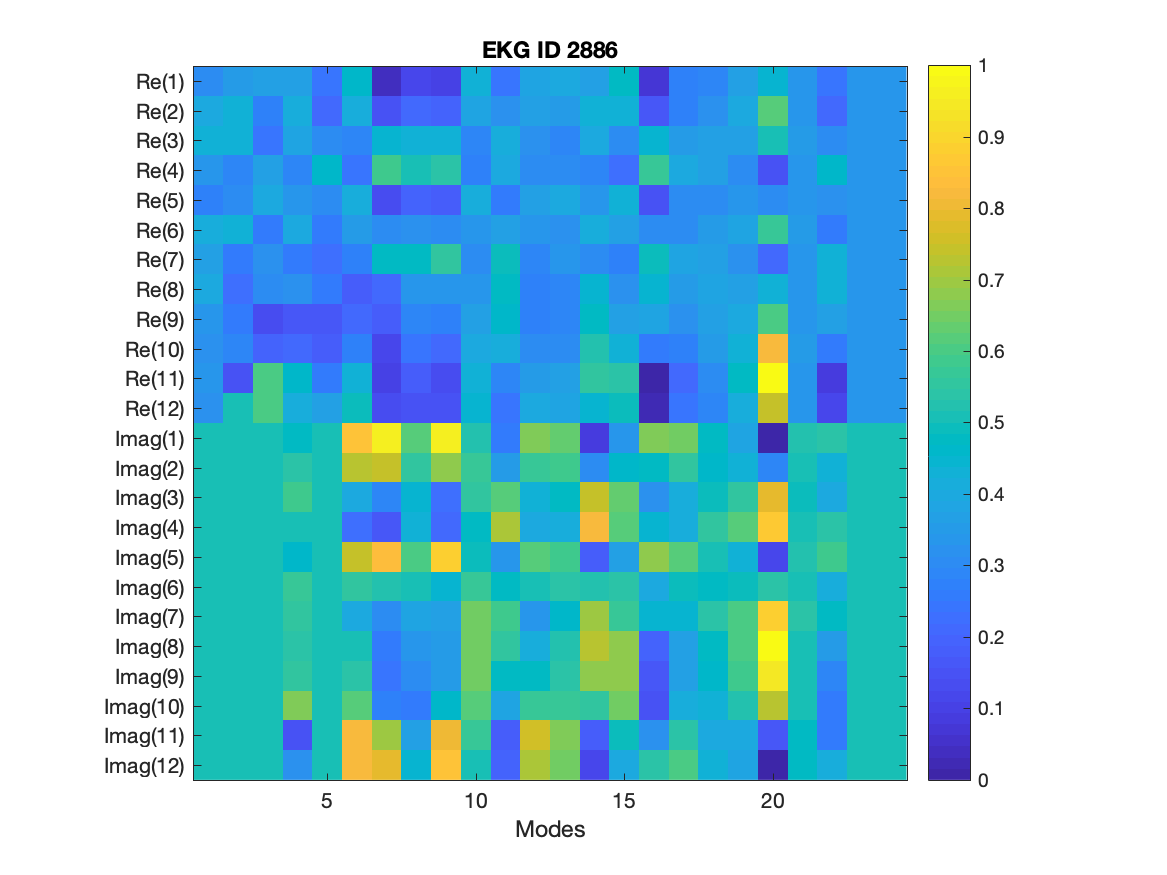 EKG ID 2886
Re(1)
Re(2)
Re(3)
Re(4)
Re(5)
Re(6)
Re(7)
Re(8)
Re(9)
Re(10)
Re(11)
Re(12)
Imag(1)
Imag(2)
Imag(3)
Imag(4)
Imag(5)
Imag(6)
Imag(7)
Imag(8)
Imag(9)
Imag(10)
Imag(11)
Imag(12)
5 10 15 20
Modes
1
0.9
0.8
0.7
0.6
0.5
0.4
0.3
0.2
0.1
0